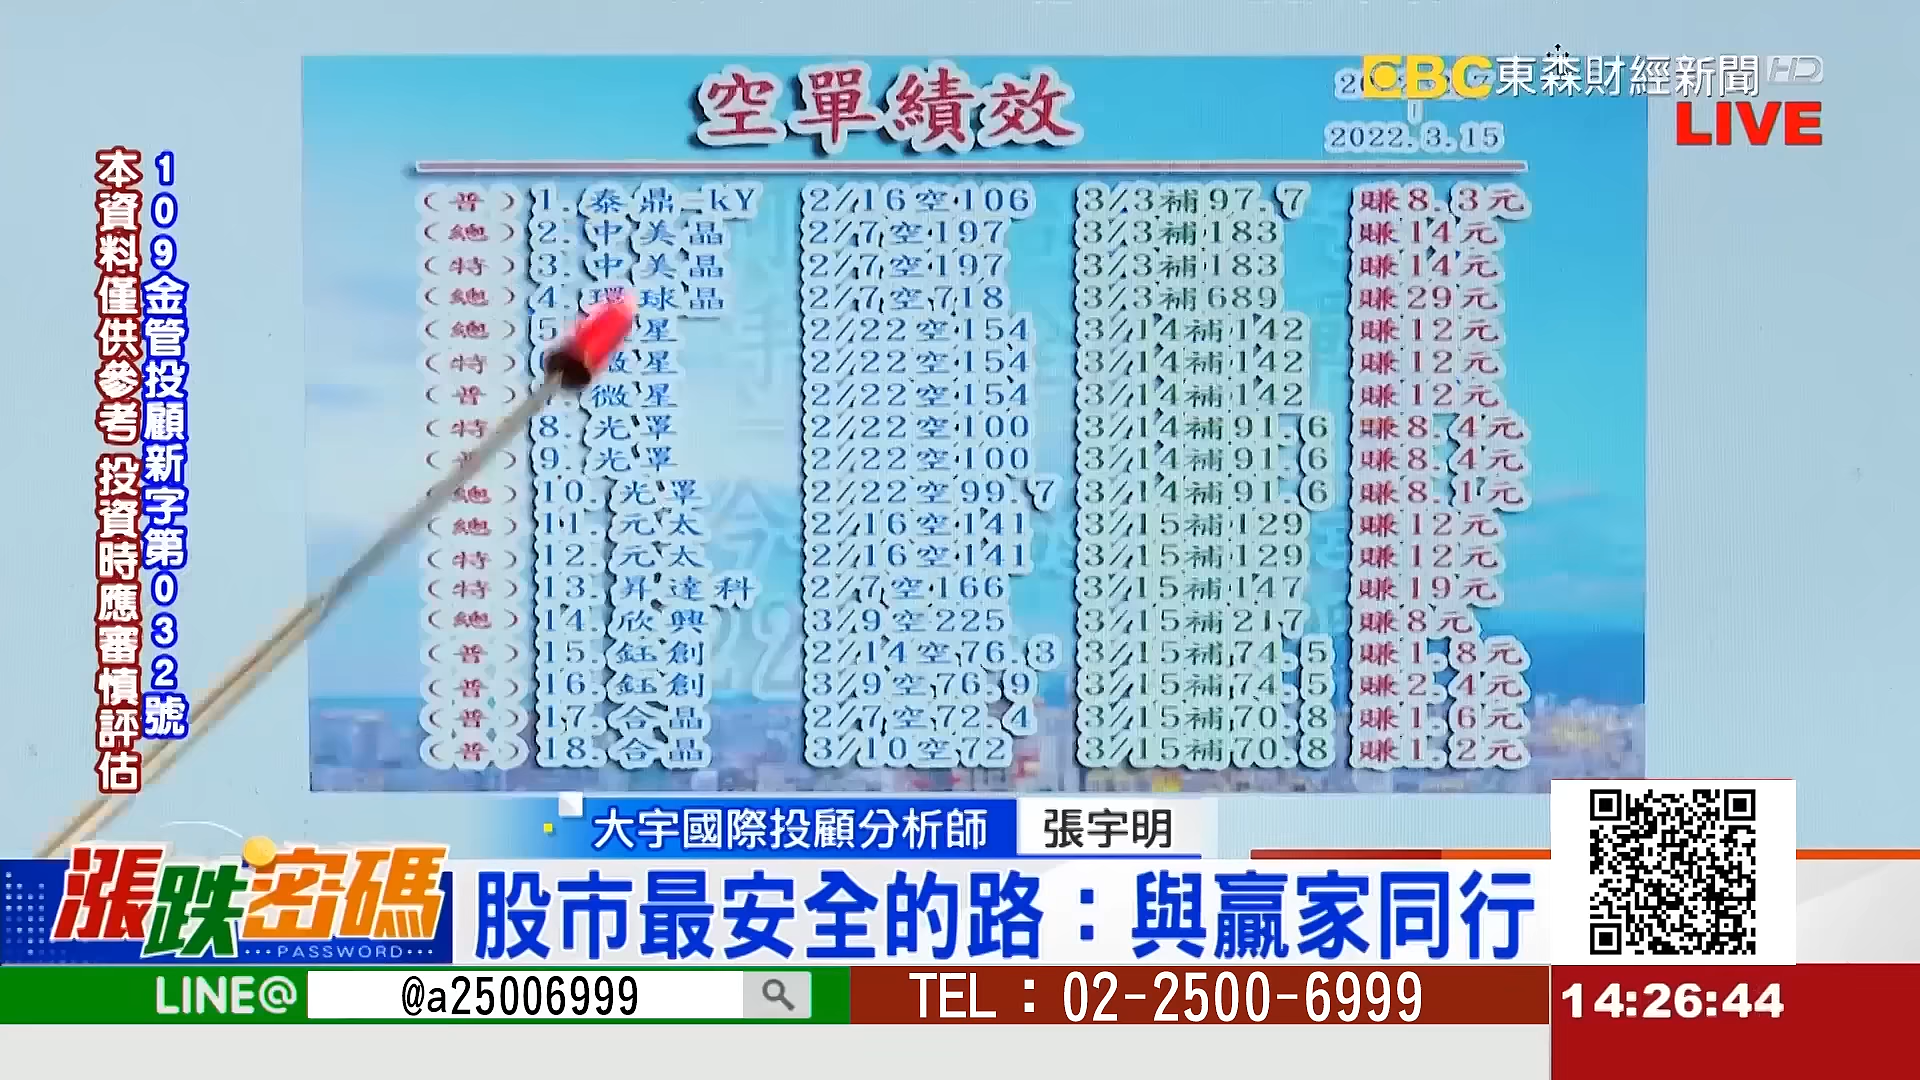 空單績效
EBC東森財經新聞 HD
LIVE
2022.3.15
(普) 1.泰鼎-kY 2/16空106 3/3補97.7 賺8.3元
(總) 2.中美晶 2/7空197 3/3補183 賺14元
(特) 3.中美晶 2/7空197 3/3補183 賺14元
(總) 4.環球晶 2/7空718 3/3補689 賺29元
(總) 5 星 2/22空154 3/14補142 賺12元
(特) 微星 2/22空154 3/14補142 賺12元
(普) 7.微星 2/22空154 3/14補142 賺12元
(特) 8.光罩 2/22空100 3/14補91.6 賺8.4元
(普) 9.光罩 2/22空100 3/14補91.6 賺8.4元
(總) 10.光罩 2/22空99.7 3/14補91.6 賺8.1元
(總) 11.元太 2/16空141 3/15補129 賺12元
(特) 12.元太 2/16空141 3/15補129 賺12元
(特) 13.昇達科 2/7空166 3/15補147 賺19元
(總) 14.欣興 3/9空225 3/15補217 賺8元
(普) 15.鈺創 2/14空76.3 3/15補74.5 賺1.8元
(普) 16.鈺創 3/9空76.9 3/15補74.5 賺2.4元
(普) 17.合晶 2/7空72.4 3/15補70.8 賺1.6元
(普) 18.合晶 3/10空72 3/15補70.8 賺1.2元
109金管投顧新字第032號
本資料僅供參考 投資時應審慎評估
大宇國際投顧分析師 張宇明
漲跌密碼
PASSWORD
股市最安全的路：與贏家同行
LINE@ @a25006999
TEL：02-2500-6999
14:26:44